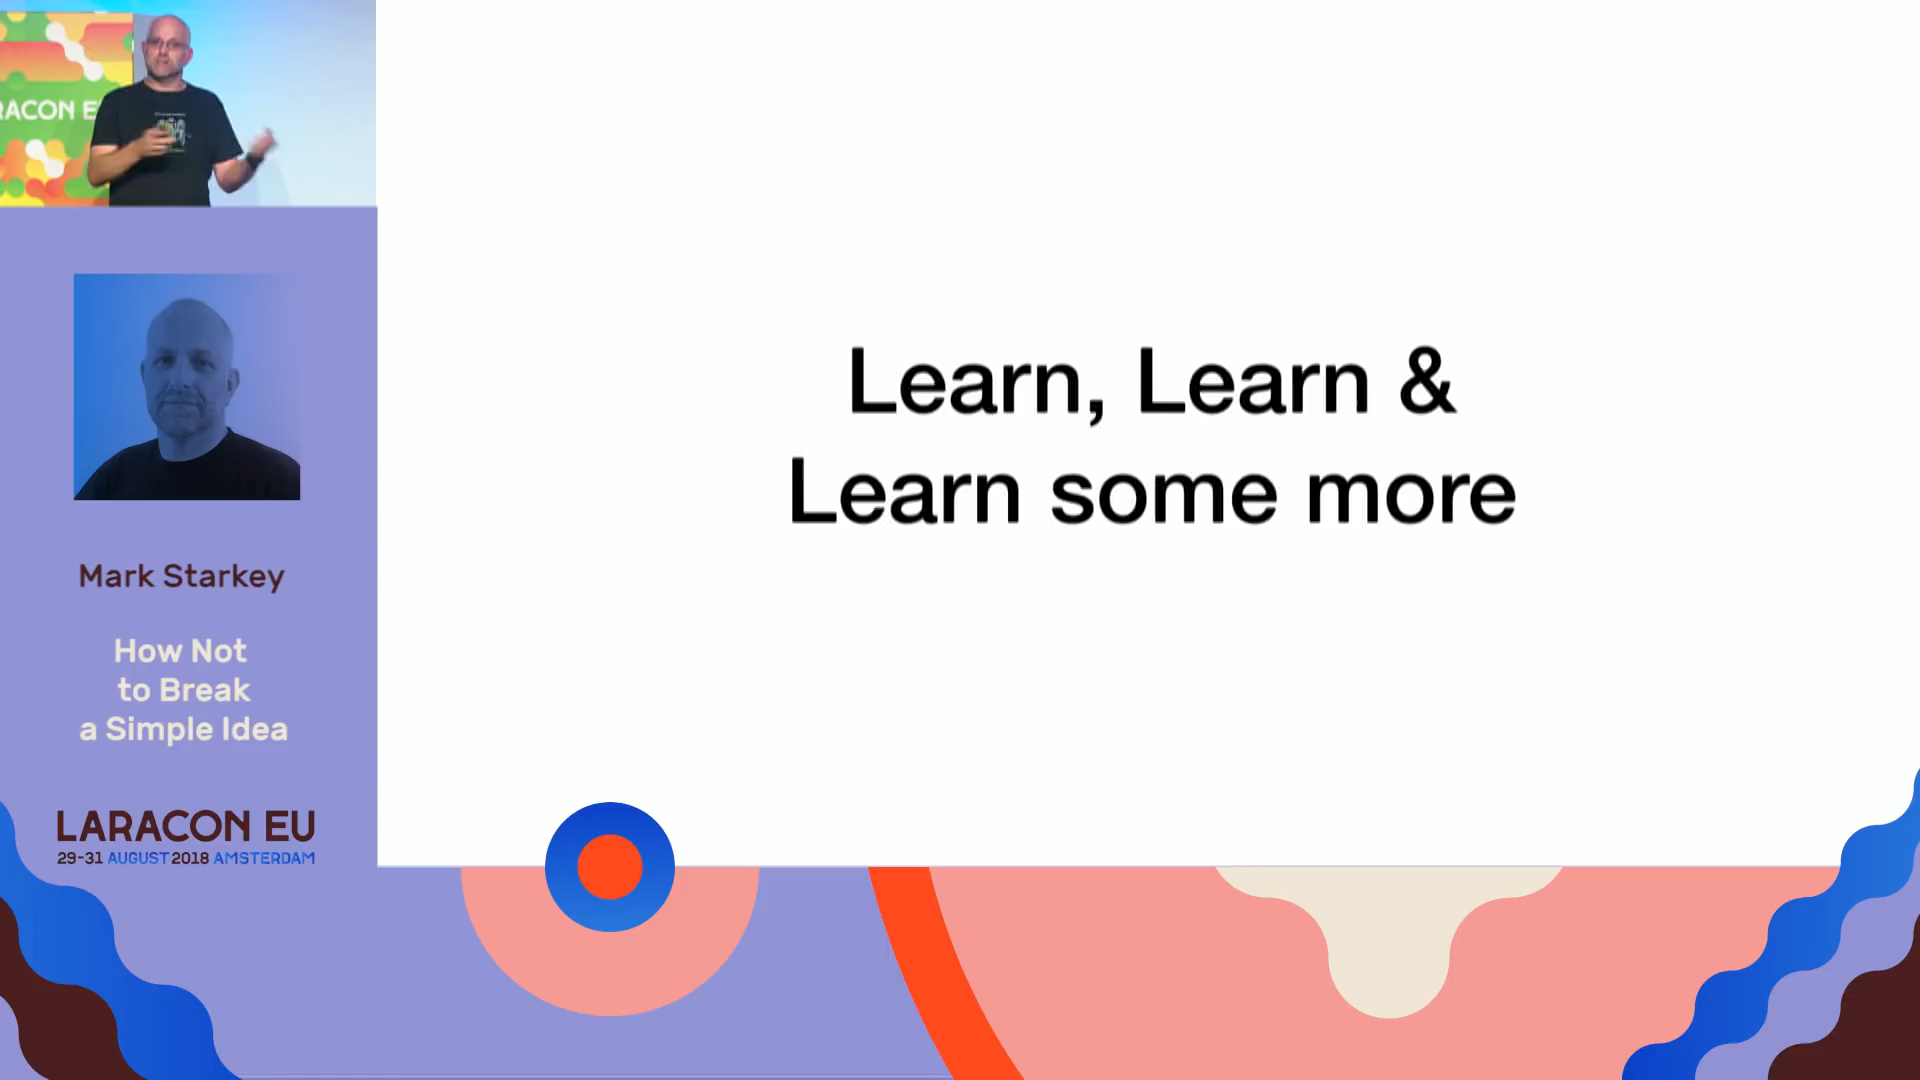 RACON E
Learn, Learn &
Learn some more
Mark Starkey
How Not
to Break
a Simple Idea
LARACON EU
29-31 AUGUST 2018 AMSTERDAM